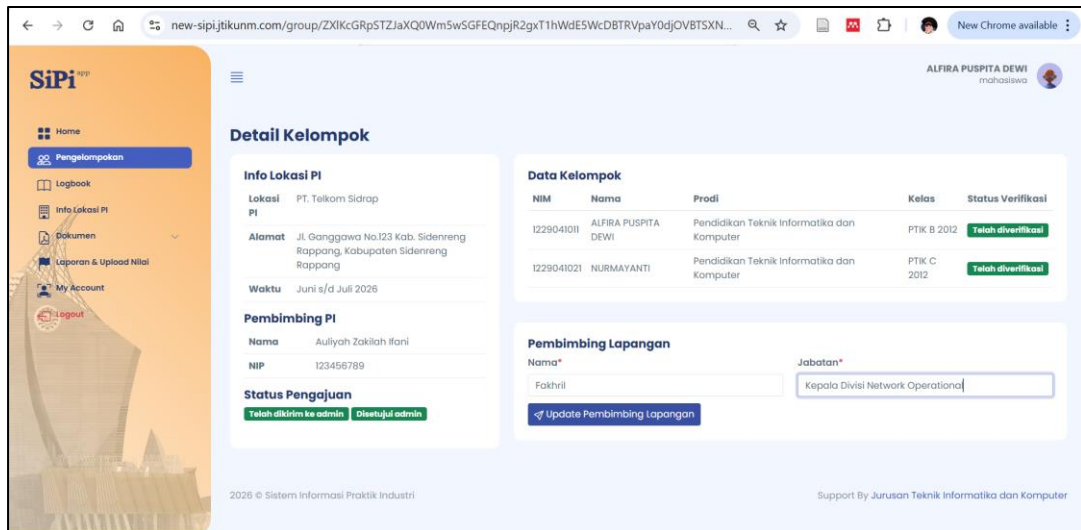 new-sipi.jtikunm.com/group/ZXlKcGRpSTZJaXQ0Wm5wSGFEQnpjR2gxT1hWdE5WcDBTRVpaY0djOVBTSXN...
New Chrome available
SiPi app
ALFIRA PUSPITA DEWI
mahasiswa
Home
Pengelompokan
Logbook
Info Lokasi PI
Dokumen
Laporan & Upload Nilai
My Account
Logout
Detail Kelompok
Info Lokasi PI
Lokasi PT. Telkom Sidrap
PI
Alamat Jl. Ganggawa No.123 Kab. Sidenreng
Rappang, Kabupaten Sidenreng
Rappang
Waktu Juni s/d Juli 2026
Pembimbing PI
Nama Auliyah Zakilah Ifani
NIP 123456789
Status Pengajuan
Telah dikirim ke admin Disetujui admin
Data Kelompok
NIM Nama Prodi Kelas Status Verifikasi
1229041011 ALFIRA PUSPITA DEWI Pendidikan Teknik Informatika dan Komputer PTIK B 2012 Telah diverifikasi
1229041021 NURMAYANTI Pendidikan Teknik Informatika dan Komputer PTIK C 2012 Telah diverifikasi
Pembimbing Lapangan
Nama* Jabatan*
Fakhril Kepala Divisi Network Operational
Update Pembimbing Lapangan
2026 © Sistem Informasi Praktik Industri
Support By Jurusan Teknik Informatika dan Komputer